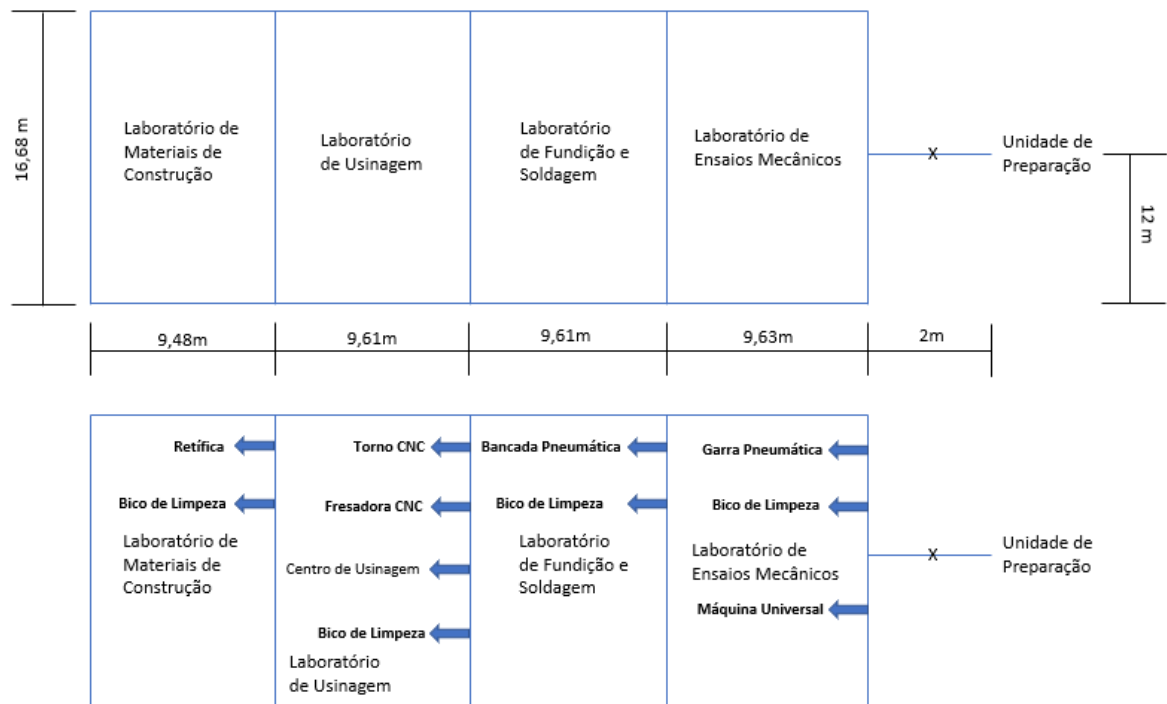 16,68 m
Laboratório de
Materiais de
Construção
Laboratório
de Usinagem
Laboratório
de Fundição e
Soldagem
Laboratório de
Ensaios Mecânicos
X
Unidade de
Preparação
12 m
9,48m
9,61m
9,61m
9,63m
2m
Retífica
Torno CNC
Bancada Pneumática
Garra Pneumática
Bico de Limpeza
Fresadora CNC
Bico de Limpeza
Bico de Limpeza
Laboratório de
Materiais de
Construção
Centro de Usinagem
Laboratório
de Fundição e
Soldagem
Laboratório de
Ensaios Mecânicos
X
Unidade de
Preparação
Máquina Universal
Bico de Limpeza
Laboratório
de Usinagem